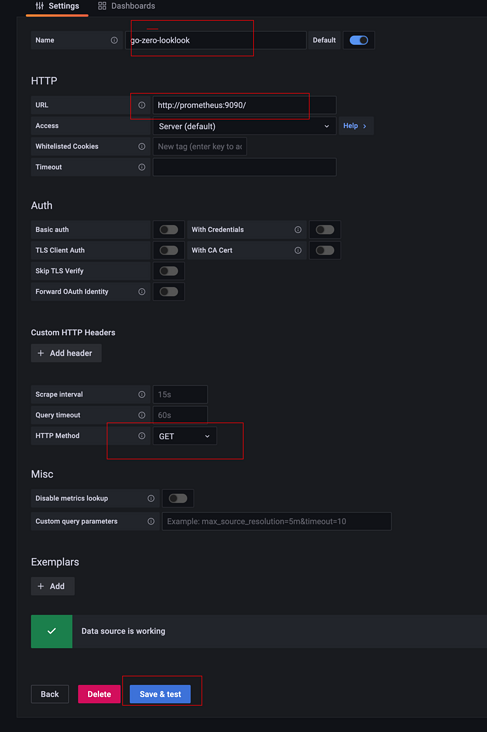 Settings Dashboards
Name go-zero-looklook Default
HTTP
URL http://prometheus:9090/
Access Server (default) Help
Whitelisted Cookies New tag (enter key to ad
Timeout
Auth
Basic auth With Credentials
TLS Client Auth With CA Cert
Skip TLS Verify
Forward OAuth Identity
Custom HTTP Headers
+ Add header
Scrape interval 15s
Query timeout 60s
HTTP Method GET
Misc
Disable metrics lookup
Custom query parameters Example: max_source_resolution=5m&timeout=10
Exemplars
+ Add
Data source is working
Back Delete Save & test